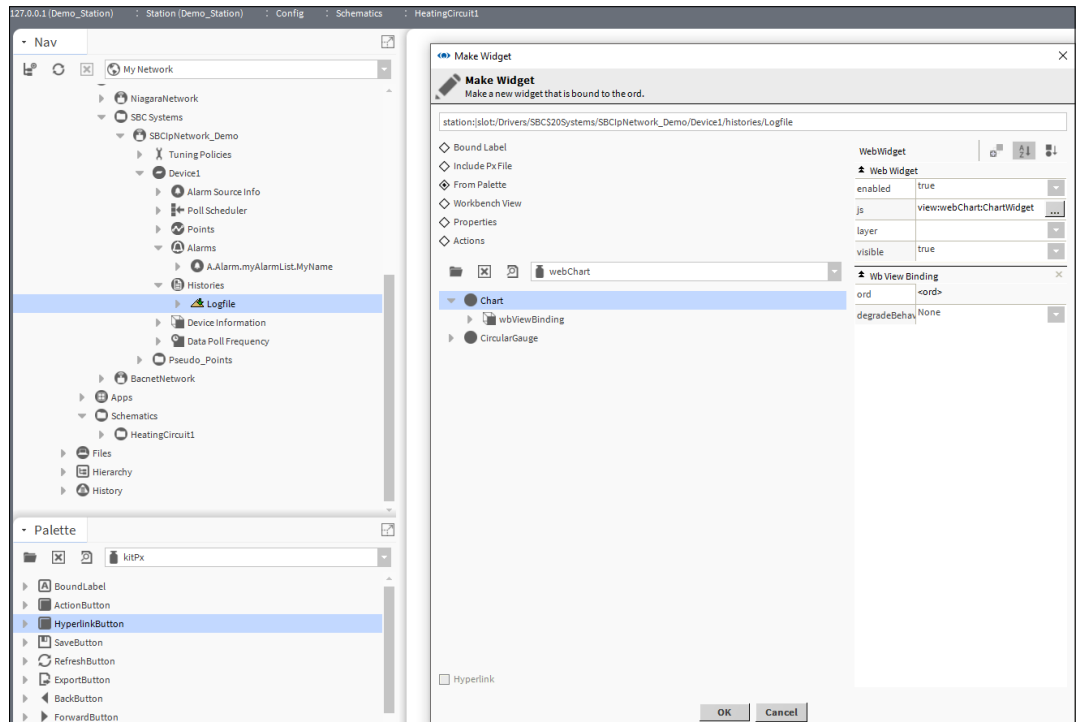 127.0.0.1 (Demo_Station) : Station (Demo_Station) : Config : Schematics : HeatingCircuit1
Nav
My Network
NiagaraNetwork
SBC Systems
SBCIpNetwork_Demo
Tuning Policies
Device1
Alarm Source Info
Poll Scheduler
Points
Alarms
A.Alarm.myAlarmList.MyName
Histories
Logfile
Device Information
Data Poll Frequency
Pseudo_Points
BacnetNetwork
Apps
Schematics
HeatingCircuit1
Files
Hierarchy
History
Palette
kitPx
BoundLabel
ActionButton
HyperlinkButton
SaveButton
RefreshButton
ExportButton
BackButton
ForwardButton
Make Widget
Make Widget
Make a new widget that is bound to the ord.
station:|slot:/Drivers/SBC$20Systems/SBCIpNetwork_Demo/Device1/histories/Logfile
Bound Label
Include Px File
From Palette
Workbench View
Properties
Actions
webChart
Chart
wbViewBinding
CircularGauge
WebWidget
Web Widget
enabled true
js view:webChart:ChartWidget ...
layer
visible true
Wb View Binding
ord <ord>
degradeBehav None
Hyperlink
OK Cancel